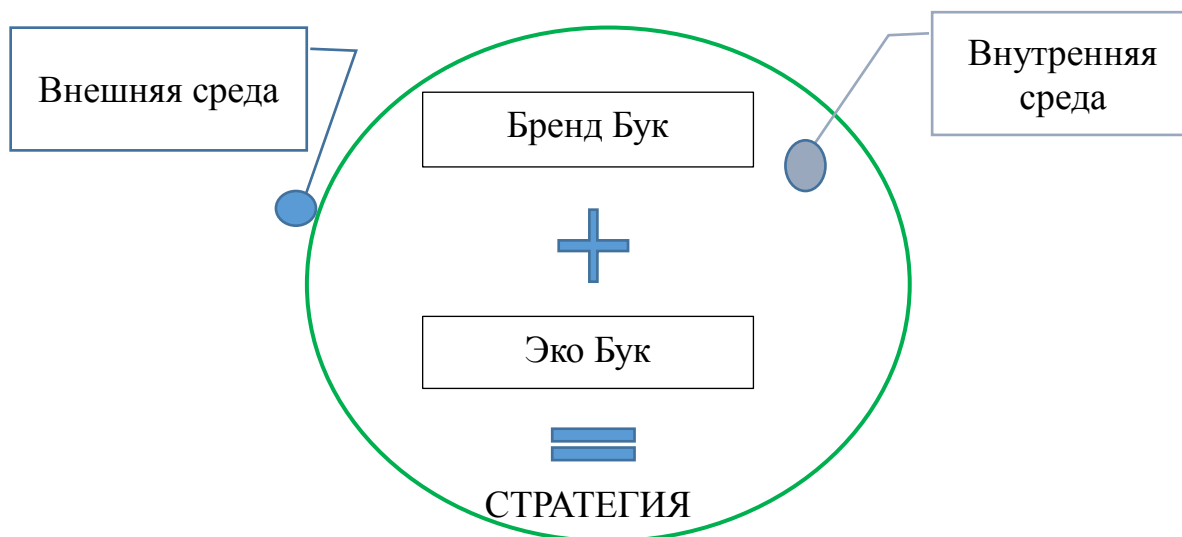 Внешняя среда
Внутренняя
среда
Бренд Бук
Эко Бук
СТРАТЕГИЯ